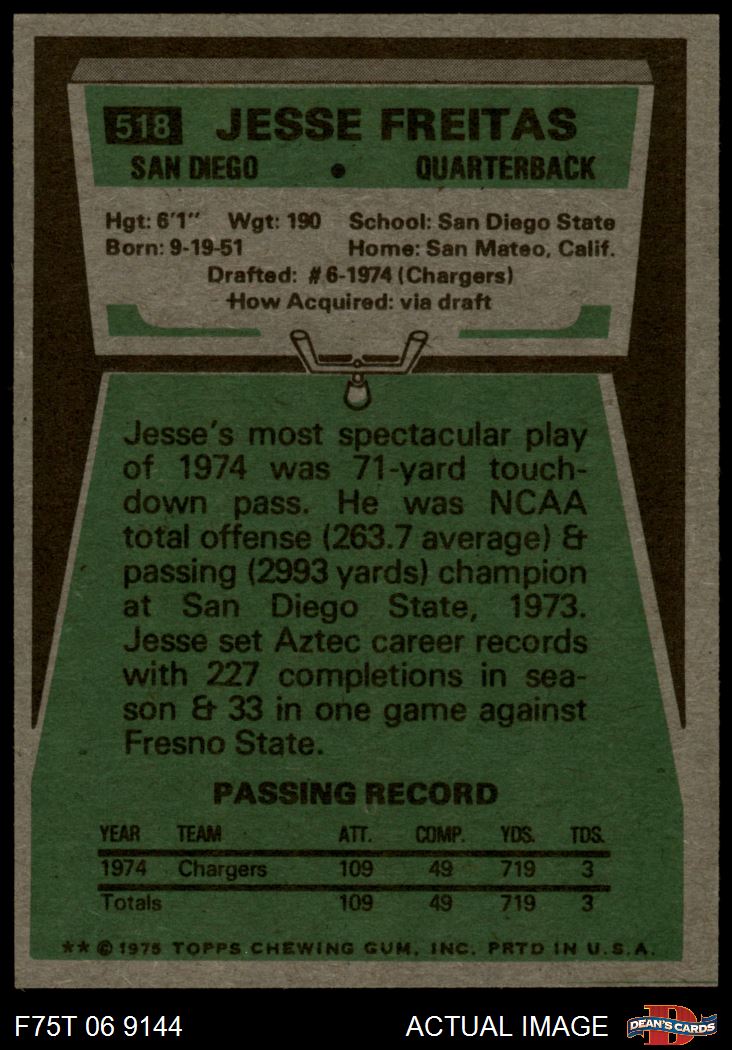 518 JESSE FREITAS
SAN DIEGO • QUARTERBACK
Hgt: 6'1" Wgt: 190 School: San Diego State
Born: 9-19-51 Home: San Mateo, Calif.
Drafted: #6-1974 (Chargers)
How Acquired: via draft
Jesse's most spectacular play
of 1974 was 71-yard touch-
down pass. He was NCAA
total offense (263.7 average) &
passing (2993 yards) champion
at San Diego State, 1973.
Jesse set Aztec career records
with 227 completions in sea-
son & 33 in one game against
Fresno State.
PASSING RECORD
YEAR TEAM ATT. COMP. YDS. TDS.
1974 Chargers 109 49 719 3
Totals 109 49 719 3
** © 1975 TOPPS CHEWING GUM, INC. PRTD IN U.S.A.
F75T 06 9144 ACTUAL IMAGE D DEAN'S CARDS